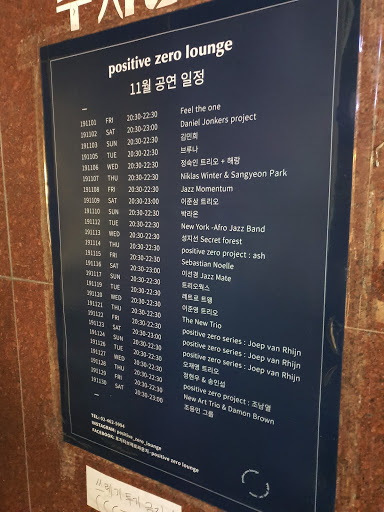 positive zero lounge
11월 공연 일정
191101 FRI 20:30-22:30 Feel the one
191102 SAT 20:30-23:00 Daniel Jonkers project
191103 SUN 20:30-22:30 김민희
191105 TUE 20:30-22:30 브루나
191106 WED 20:30-22:30 정숙인 트리오 + 해랑
191107 THU 20:30-22:30 Niklas Winter & Sangyeon Park
191108 FRI 20:30-22:30 Jazz Momentum
191109 SAT 20:30-23:00 이준삼 트리오
191110 SUN 20:30-22:30 박라온
191112 TUE 20:30-22:30 New York -Afro Jazz Band
191113 WED 20:30-22:30 성지선 Secret forest
191114 THU 20:30-22:30 positive zero project : ash
191115 FRI 20:30-22:30 Sebastian Noelle
191116 SAT 20:30-23:00 이선경 Jazz Mate
191117 SUN 20:30-22:30 트리오웍스
191119 TUE 20:30-22:30 레트로 트맹
191120 WED 20:30-22:30 이준영 트리오
191121 THU 20:30-22:30 The New Trio
191122 FRI 20:30-22:30 positive zero series : Joep van Rhijn
191123 SAT 20:30-23:00 positive zero series : Joep van Rhijn
191124 SUN 20:30-22:30 positive zero series : Joep van Rhijn
191126 TUE 20:30-22:30 오재영 트리오
191127 WED 20:30-22:30 정현우 & 송인섭
191128 THU 20:30-22:30 positive zero project : 조남열
191129 FRI 20:30-22:30 New Art Trio & Damon Brown
191130 SAT 20:30-23:00 조응민 그룹
INSTAGRAM: positive_zero_lounge